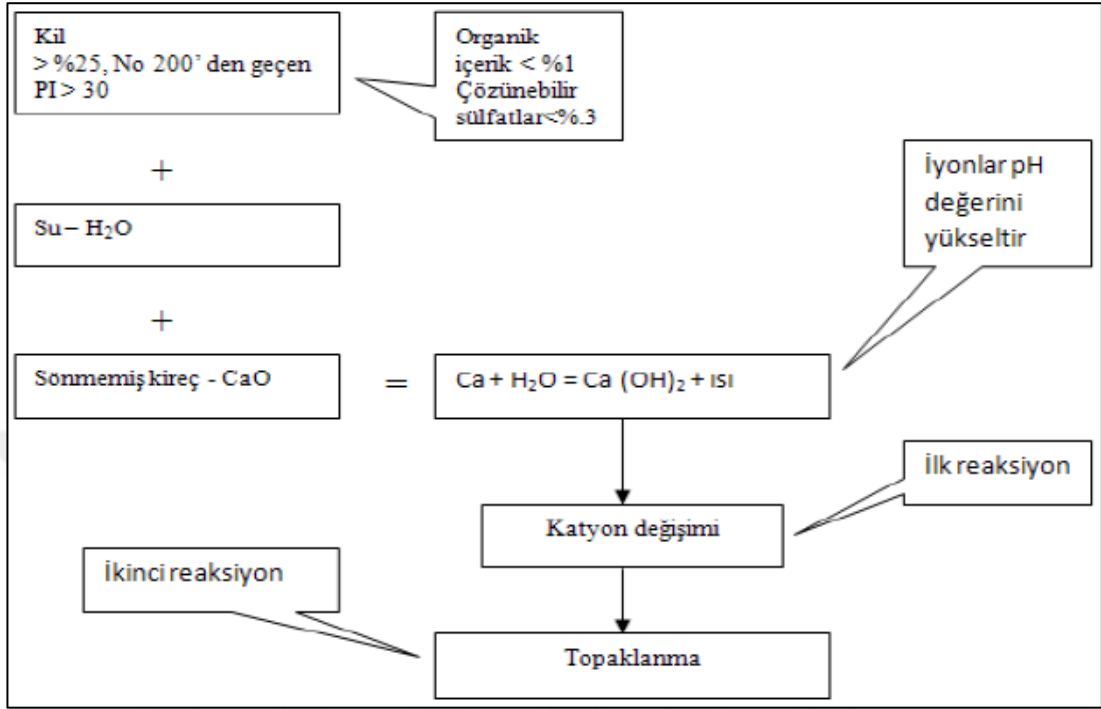 Kil
> %25, No 200' den geçen
PI > 30
Organik
içerik < %1
Çözünebilir
sülfatlar<%.3
+
Su – H₂O
+
Sönmemiş kireç - CaO
=
Ca + H₂O = Ca (OH)₂ + ısı
İyonlar pH
değerini
yükseltir
İlk reaksiyon
Katyon değişimi
İkinci reaksiyon
Topaklanma